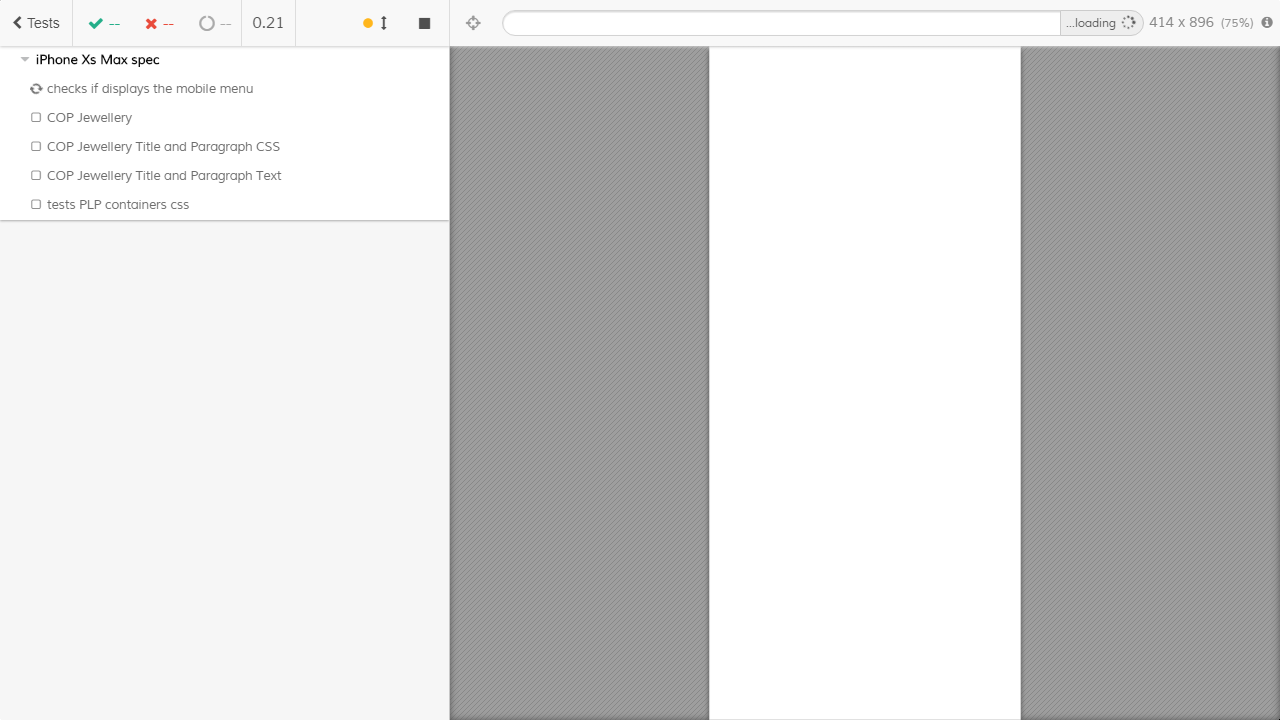 Tests -- -- -- 0.21 ...loading 414 x 896 (75%)
iPhone Xs Max spec
checks if displays the mobile menu
COP Jewellery
COP Jewellery Title and Paragraph CSS
COP Jewellery Title and Paragraph Text
tests PLP containers css